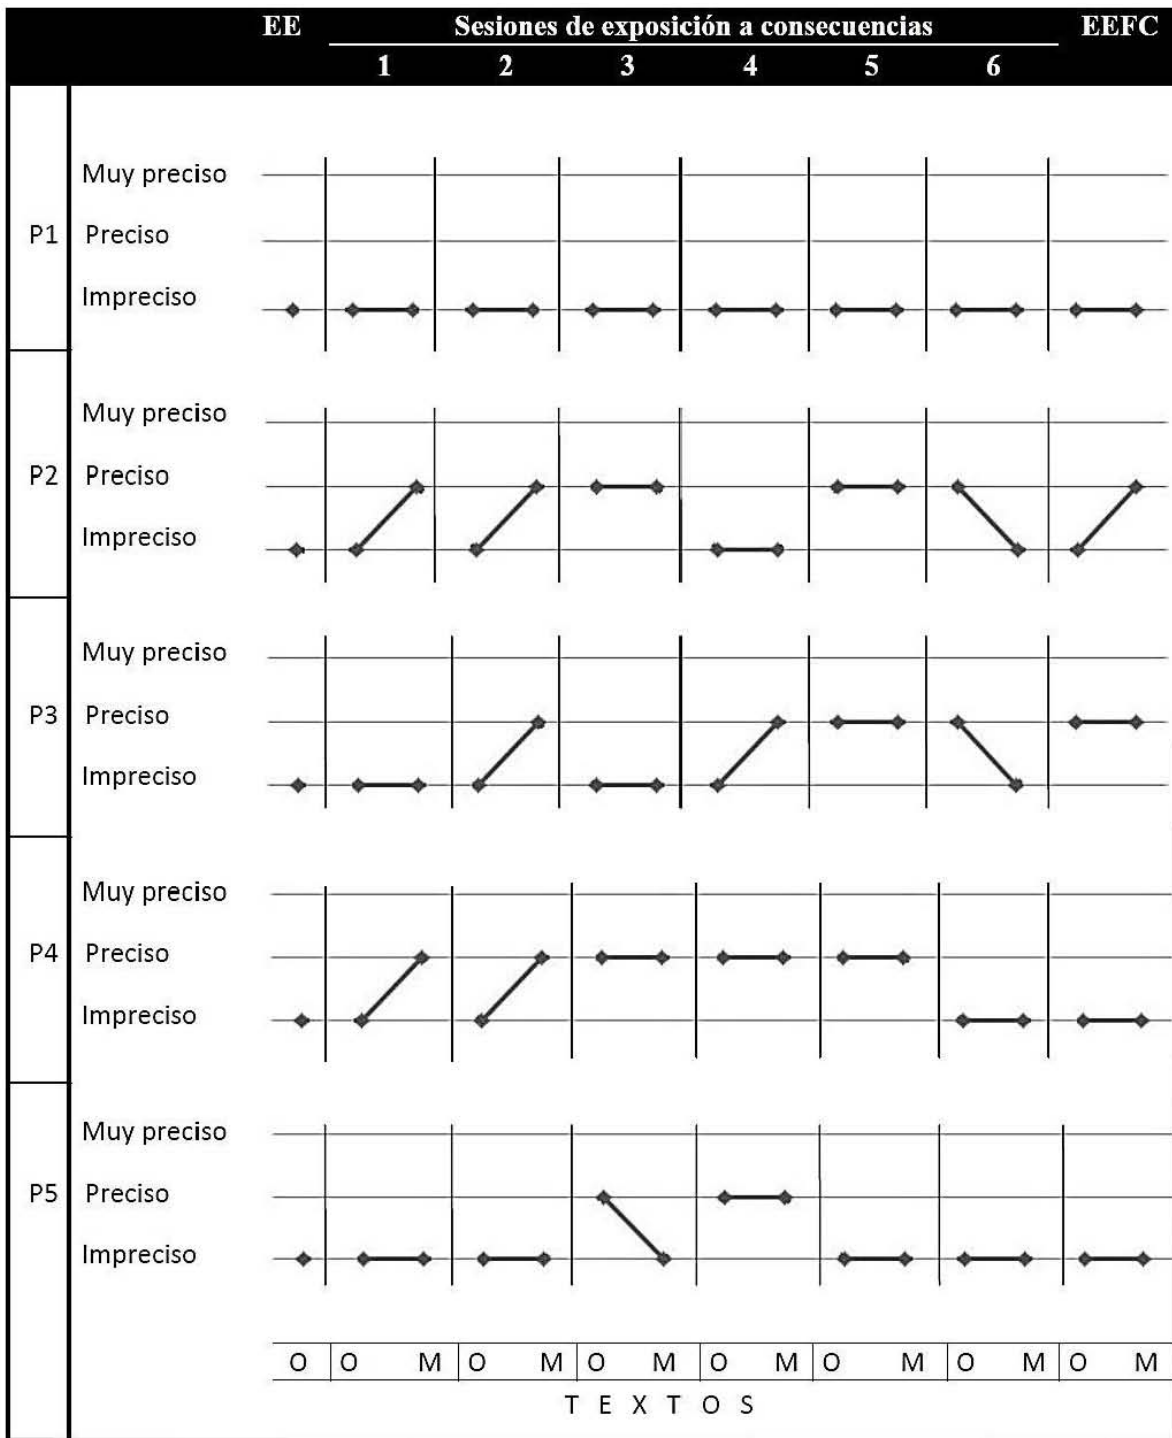 EE Sesiones de exposición a consecuencias EEFC
1 2 3 4 5 6
Muy preciso
P1 Preciso
Impreciso
Muy preciso
P2 Preciso
Impreciso
Muy preciso
P3 Preciso
Impreciso
Muy preciso
P4 Preciso
Impreciso
Muy preciso
P5 Preciso
Impreciso
O O M O M O M O M O M O M O M
T E X T O S